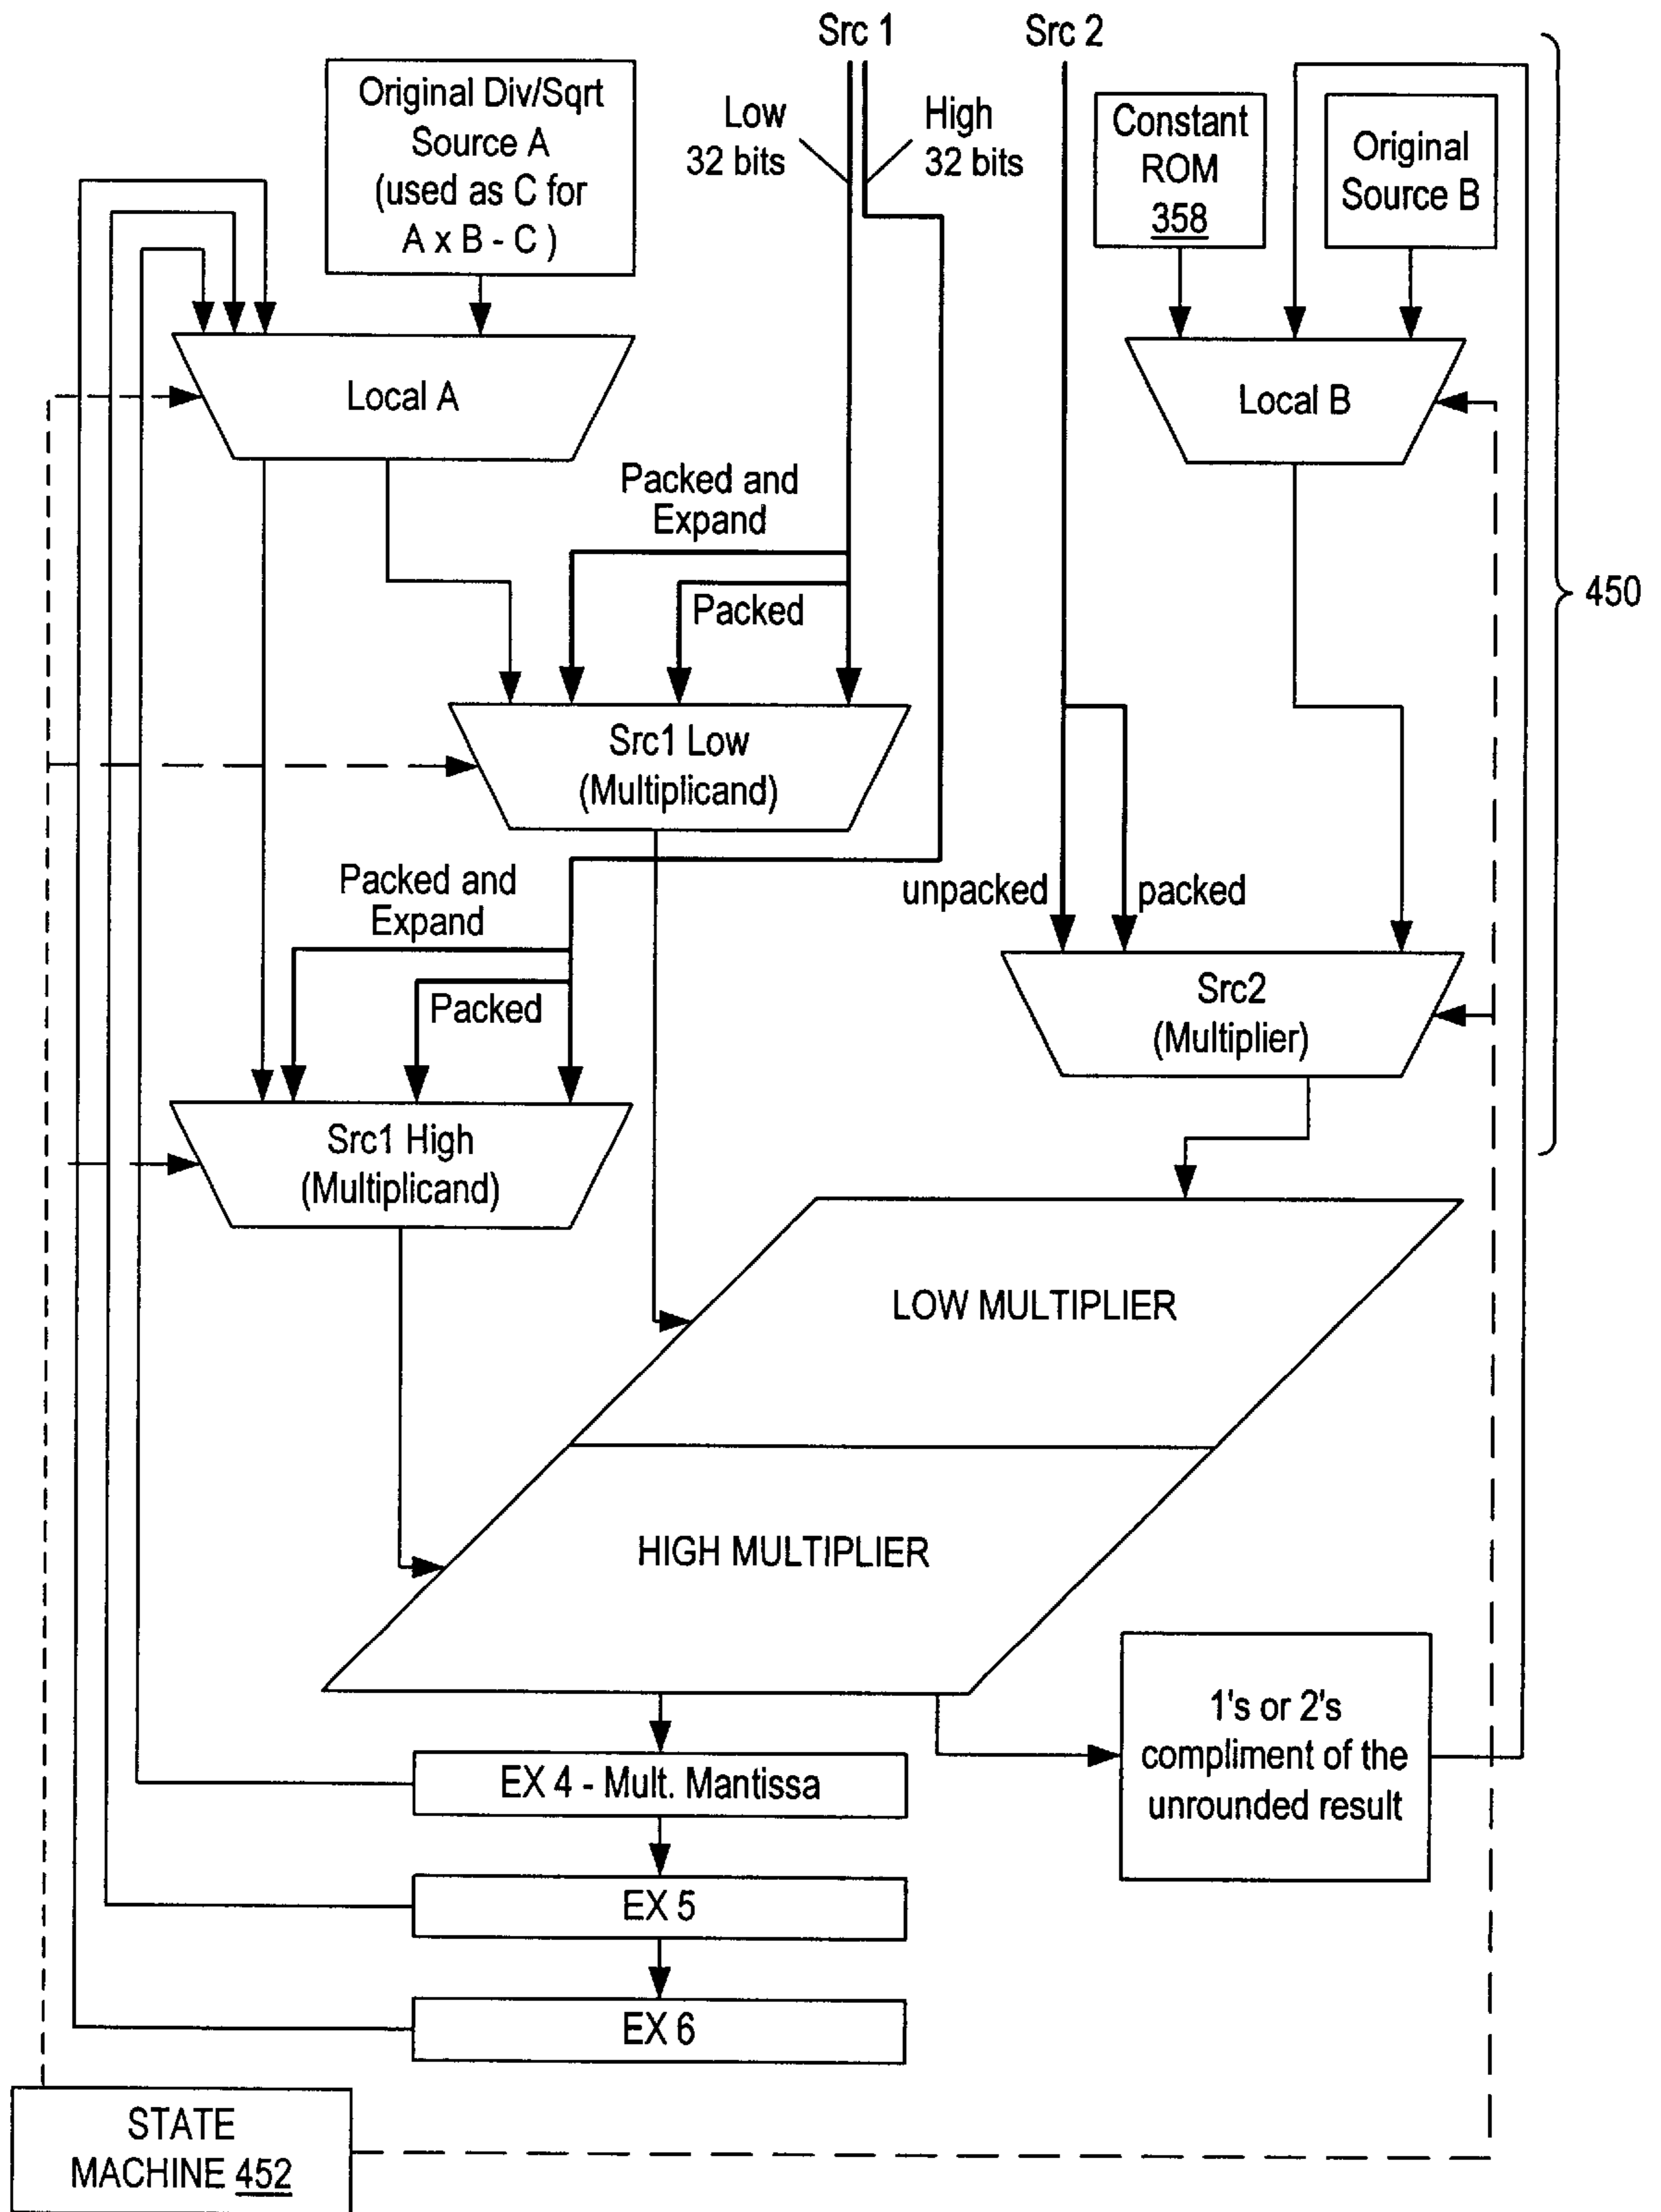 Src 1
Src 2
Original Div/Sqrt
Source A
(used as C for
A x B - C )
Low
32 bits
High
32 bits
Constant
ROM
358
Original
Source B
Local A
Local B
Packed and
Expand
Packed
450
Src1 Low
(Multiplicand)
Packed and
Expand
unpacked
packed
Packed
Src2
(Multiplier)
Src1 High
(Multiplicand)
LOW MULTIPLIER
HIGH MULTIPLIER
1's or 2's
compliment of the
unrounded result
EX 4 - Mult. Mantissa
EX 5
EX 6
STATE
MACHINE 452